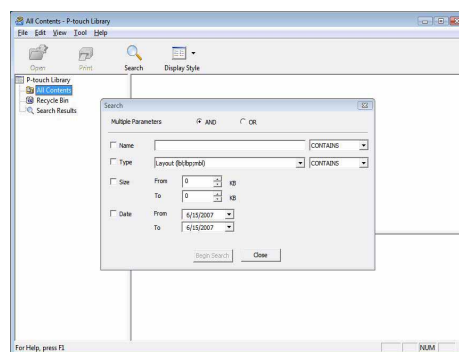 All Contents - P-touch Library
File Edit View Tool Help
Open Print Search Display Style
P-touch Library
All Contents
Recycle Bin
Search Results
Search
Multiple Parameters AND OR
Name CONTAINS
Type Layout (lbl;lbp;mbl) CONTAINS
Size From 0 KB
To 0 KB
Date From 6/15/2007
To 6/15/2007
Begin Search Close
For Help, press F1 NUM